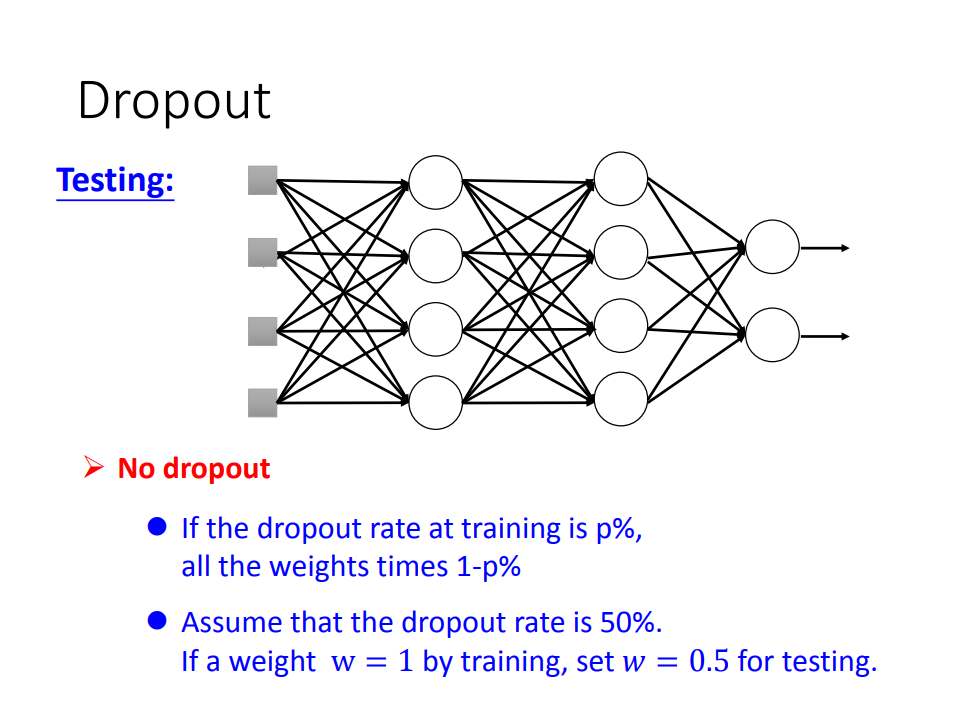 Dropout
Testing:
➢ No dropout
● If the dropout rate at training is p%,
all the weights times 1-p%
● Assume that the dropout rate is 50%.
If a weight w = 1 by training, set 𝑤 = 0.5 for testing.